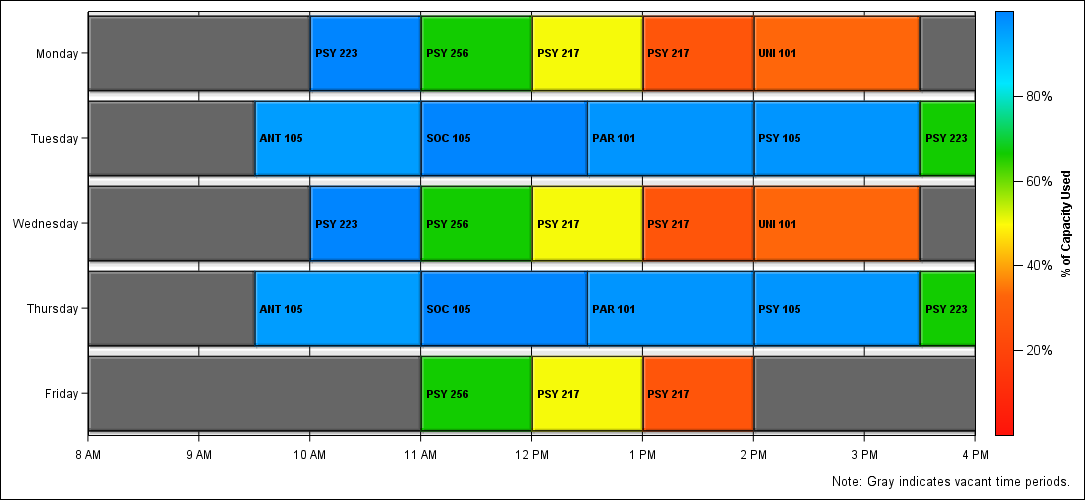 Monday
PSY 223
PSY 256
PSY 217
PSY 217
UNI 101
Tuesday
ANT 105
SOC 105
PAR 101
PSY 105
PSY 223
Wednesday
PSY 223
PSY 256
PSY 217
PSY 217
UNI 101
Thursday
ANT 105
SOC 105
PAR 101
PSY 105
PSY 223
Friday
PSY 256
PSY 217
PSY 217
8 AM
9 AM
10 AM
11 AM
12 PM
1 PM
2 PM
3 PM
4 PM
80%
60%
40%
20%
% of Capacity Used
Note: Gray indicates vacant time periods.